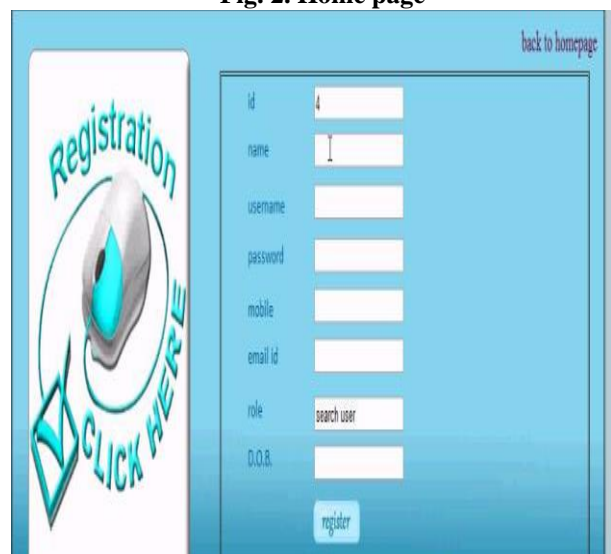 Fig. 2. Home page
back to homepage
Registration
CLICK HERE
id 4
name
username
password
mobile
email id
role search user
D.O.B.
register